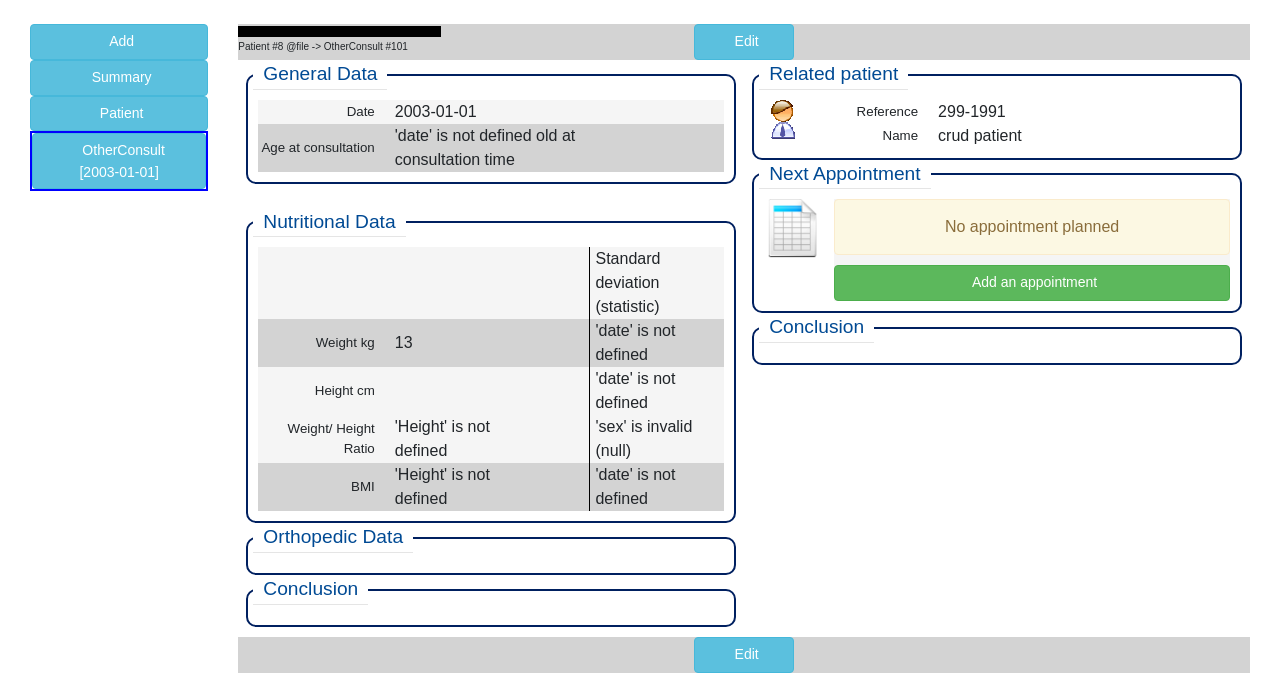 Add
Summary
Patient
OtherConsult
[2003-01-01]
Patient #8 @file -> OtherConsult #101
Edit
General Data
Date 2003-01-01
Age at consultation 'date' is not defined old at
consultation time
Nutritional Data
Standard
deviation
(statistic)
Weight kg 13 'date' is not
defined
Height cm 'date' is not
defined
Weight/ Height
Ratio 'Height' is not
defined 'sex' is invalid
(null)
BMI 'Height' is not
defined 'date' is not
defined
Orthopedic Data
Conclusion
Related patient
Reference 299-1991
Name crud patient
Next Appointment
No appointment planned
Add an appointment
Conclusion
Edit